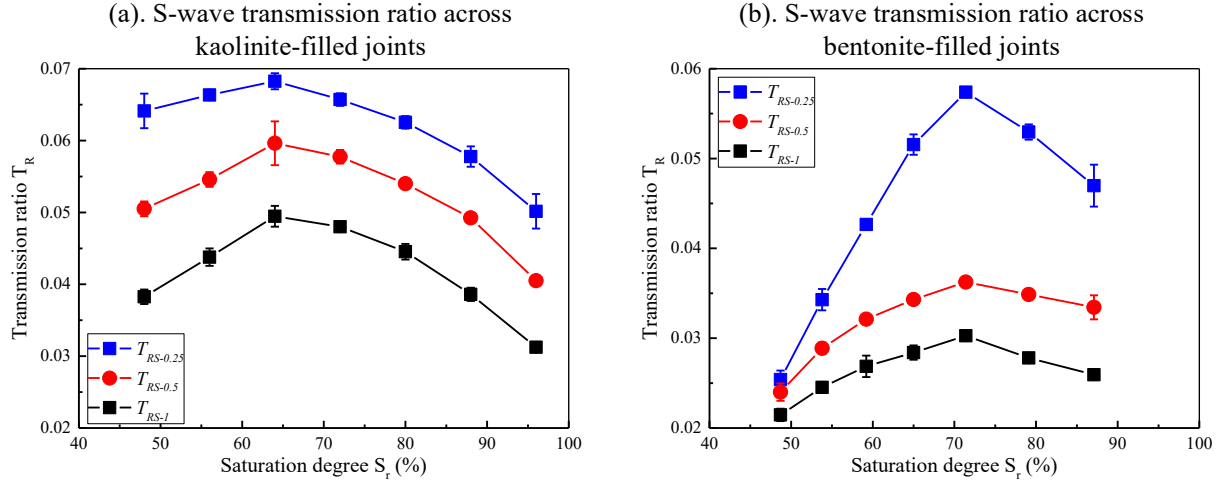 (a). S-wave transmission ratio across
kaolinite-filled joints
0.07
0.06
0.05
0.04
0.03
0.02
Transmission ratio T_R
T_RS-0.25
T_RS-0.5
T_RS-1
40 50 60 70 80 90 100
Saturation degree S_r (%)
(b). S-wave transmission ratio across
bentonite-filled joints
0.06
0.05
0.04
0.03
0.02
Transmission ratio T_R
T_RS-0.25
T_RS-0.5
T_RS-1
40 50 60 70 80 90 100
Saturation degree S_r (%)